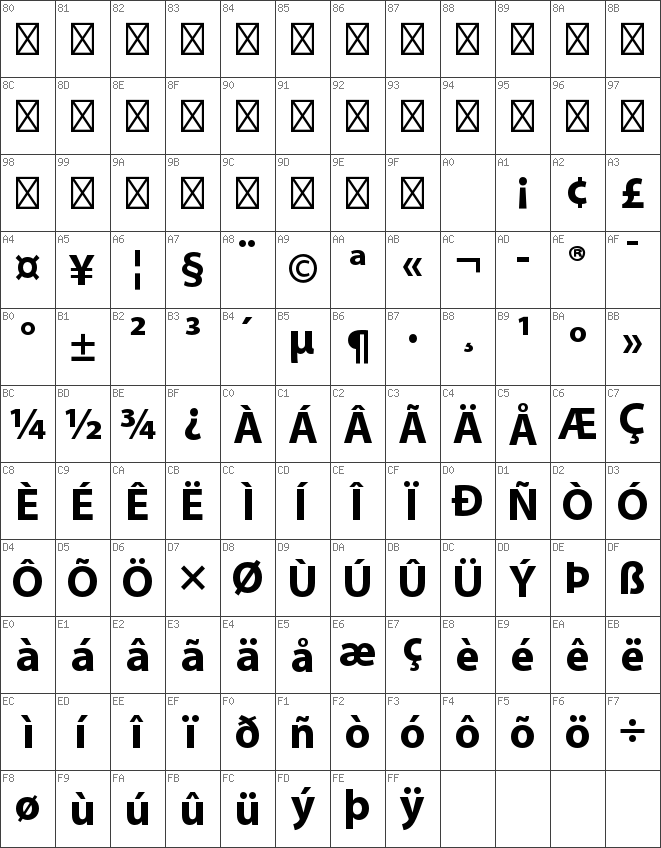 80 81 82 83 84 85 86 87 88 89 8A 8B
8C 8D 8E 8F 90 91 92 93 94 95 96 97
98 99 9A 9B 9C 9D 9E 9F A0 A1 A2 A3
¡ ¢ £
A4 A5 A6 A7 A8 A9 AA AB AC AD AE AF
¤ ¥ ¦ § ¨ © ª « ¬ - ® ¯
B0 B1 B2 B3 B4 B5 B6 B7 B8 B9 BA BB
° ± ² ³ ´ µ ¶ · ¸ ¹ º »
BC BD BE BF C0 C1 C2 C3 C4 C5 C6 C7
¼ ½ ¾ ¿ À Á Â Ã Ä Å Æ Ç
C8 C9 CA CB CC CD CE CF D0 D1 D2 D3
È É Ê Ë Ì Í Î Ï Ð Ñ Ò Ó
D4 D5 D6 D7 D8 D9 DA DB DC DD DE DF
Ô Õ Ö × Ø Ù Ú Û Ü Ý Þ ß
E0 E1 E2 E3 E4 E5 E6 E7 E8 E9 EA EB
à á â ã ä å æ ç è é ê ë
EC ED EE EF F0 F1 F2 F3 F4 F5 F6 F7
ì í î ï ð ñ ò ó ô õ ö ÷
F8 F9 FA FB FC FD FE FF
ø ù ú û ü ý þ ÿ